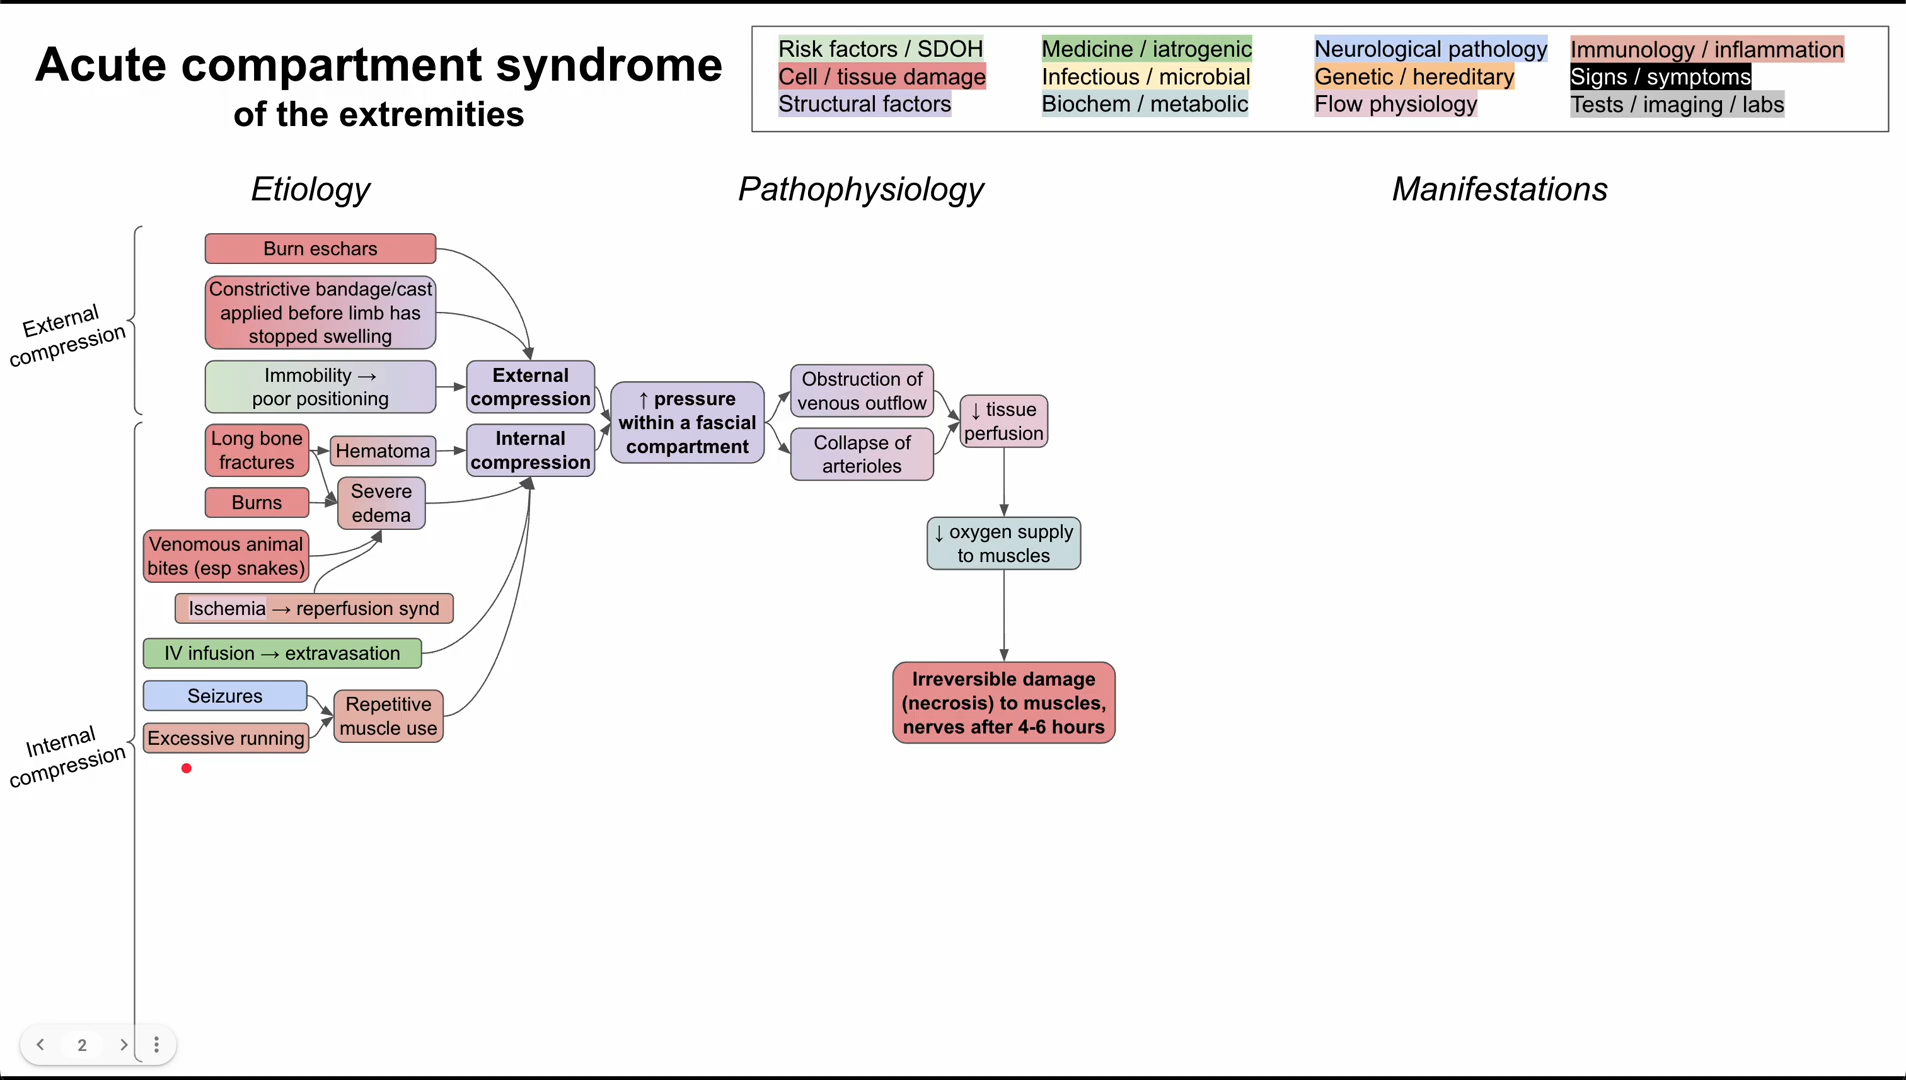 Acute compartment syndrome
of the extremities
Risk factors / SDOH
Cell / tissue damage
Structural factors
Medicine / iatrogenic
Infectious / microbial
Biochem / metabolic
Neurological pathology
Genetic / hereditary
Flow physiology
Immunology / inflammation
Signs / symptoms
Tests / imaging / labs
Etiology
Pathophysiology
Manifestations
External
compression
Burn eschars
Constrictive bandage/cast
applied before limb has
stopped swelling
Immobility →
poor positioning
External
compression
Internal
compression
Long bone
fractures
Hematoma
Burns
Severe
edema
Venomous animal
bites (esp snakes)
Ischemia → reperfusion synd
IV infusion → extravasation
Seizures
Excessive running
Repetitive
muscle use
Internal
compression
↑ pressure
within a fascial
compartment
Obstruction of
venous outflow
Collapse of
arterioles
↓ tissue
perfusion
↓ oxygen supply
to muscles
Irreversible damage
(necrosis) to muscles,
nerves after 4-6 hours
2